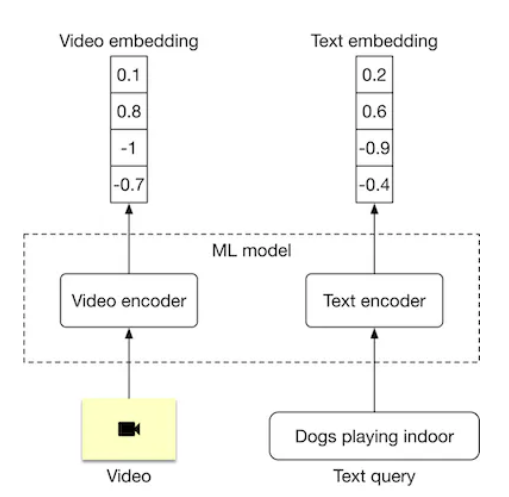 Video embedding
Text embedding
0.1
0.8
-1
-0.7
0.2
0.6
-0.9
-0.4
ML model
Video encoder
Text encoder
Dogs playing indoor
Video
Text query